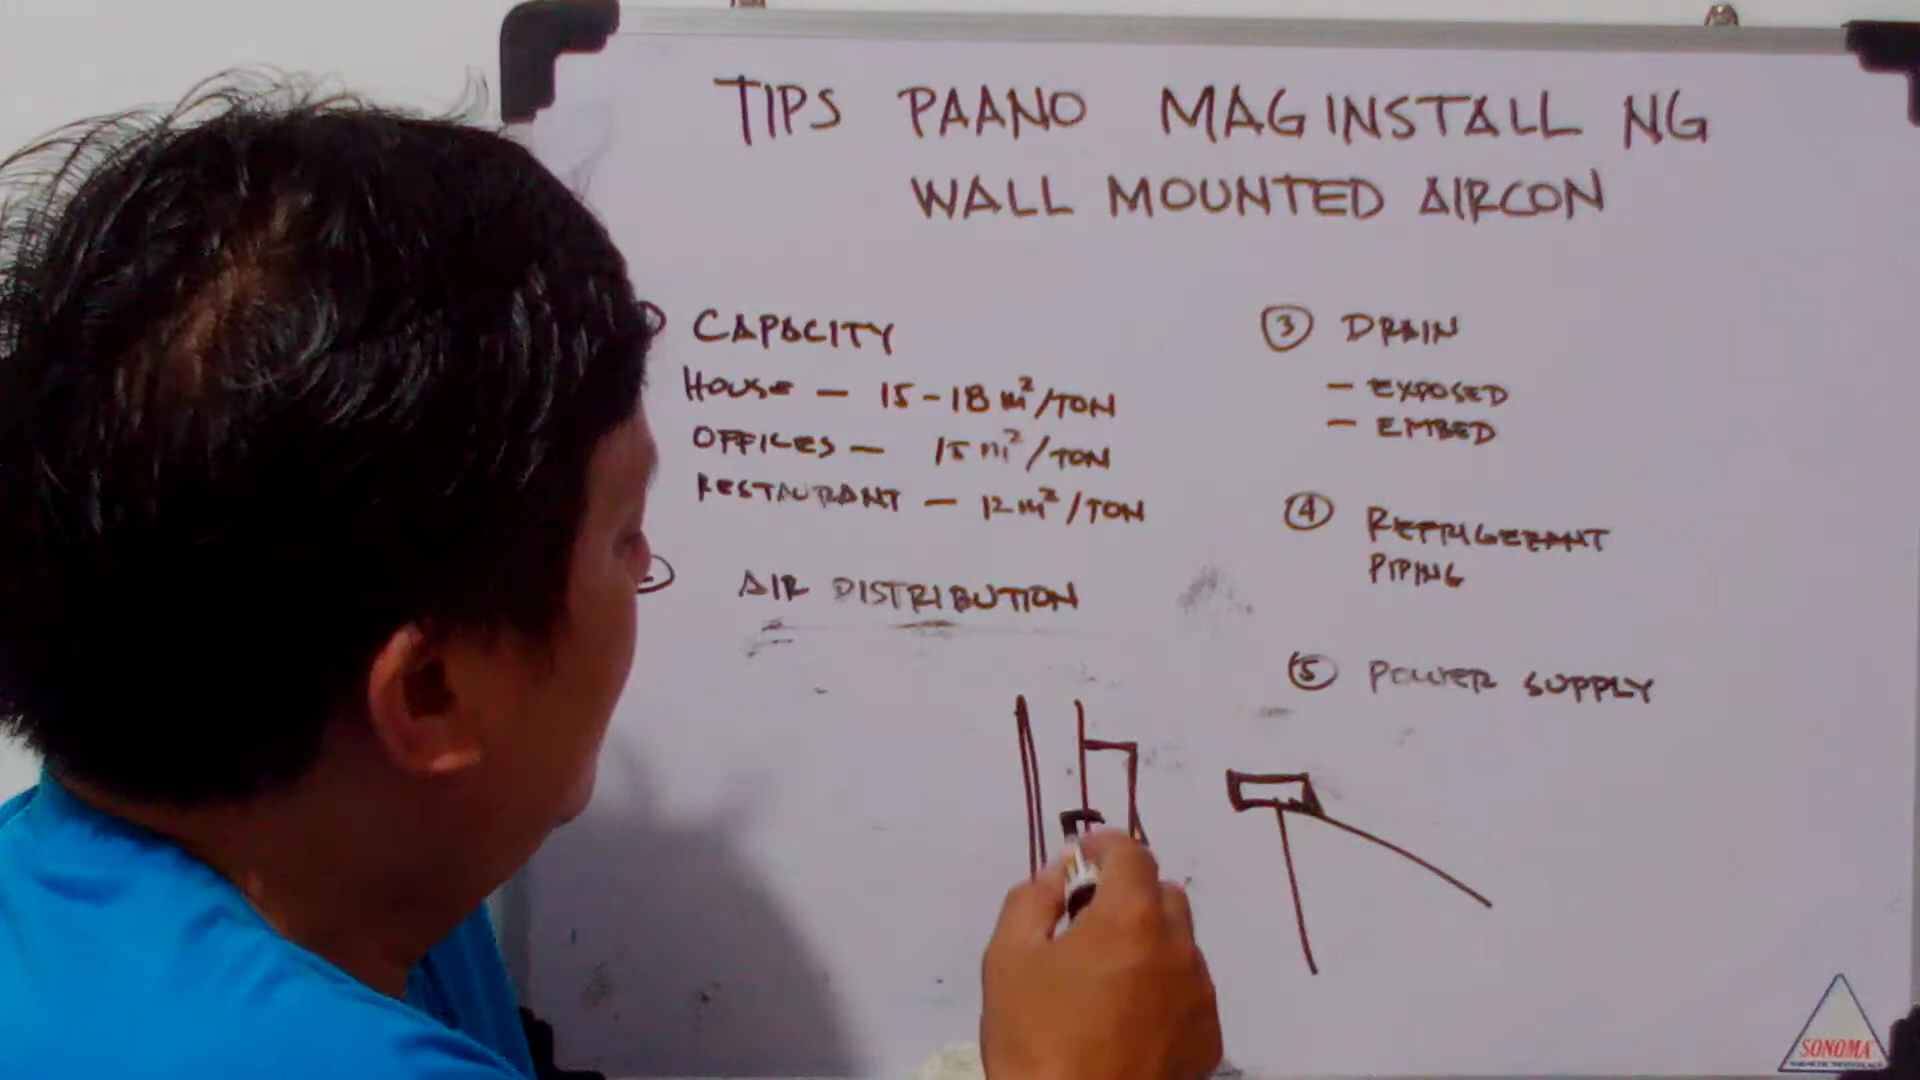 TIPS PAANO MAGINSTALL NG
WALL MOUNTED AIRCON
CAPACITY
HOUSE — 15-18 m²/TON
OFFICES — 15 m²/TON
RESTAURANT — 12 m²/TON
AIR DISTRIBUTION
③ DRAIN
— EXPOSED
— EMBED
④ REFRIGERANT
PIPING
⑤ POWER SUPPLY
SONOMA